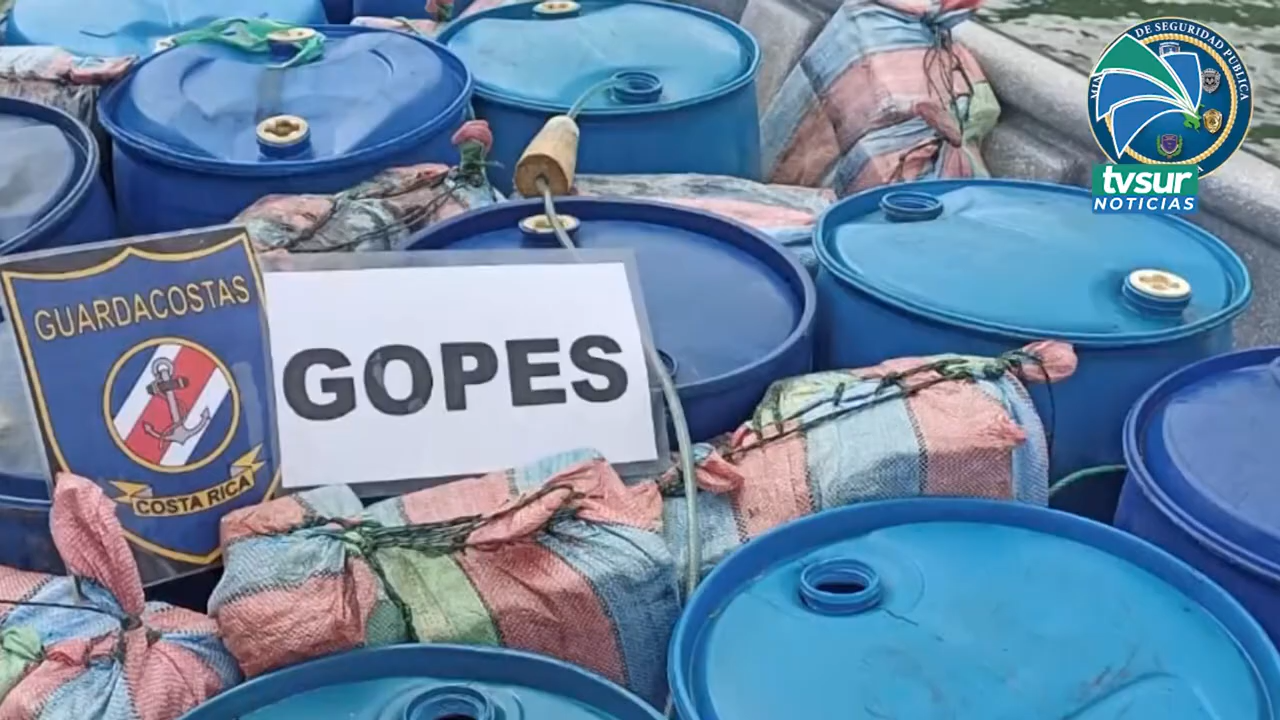 DE SEGURIDAD PUBLICA
tvsur
NOTICIAS
GUARDACOSTAS
COSTA RICA
GOPES